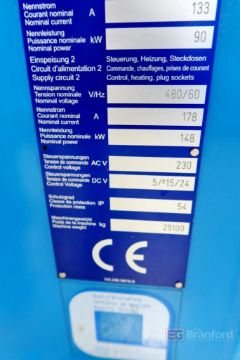 Nennstrom
Courant nominal A 133
Nominal current
Nennleistung
Puissance nominale kW 90
Nominal power
Einspeisung 2 Steuerung, Heizung, Steckdosen
Circuit d'alimentation 2 Commande, chauffages, prises de courant
Supply circuit 2 Control, heating, plug sockets
Nennspannung
Tension nominale V/Hz 480/60
Nominal voltage
Nennstrom
Courant nominal A 178
Nominal current
Nennleistung
Puissance nominale kW 148
Nominal power
Steuerspannungen
Tension de commande AC V 230
Control Voltage
Steuerspannungen
Tension de commande DC V 5/±15/24
Control Voltage
Schutzgrad
Classe de protection IP 54
Protection class
Maschinengewicht
Poids de la machine kg 25100
Machine weight
CE
EG Branford